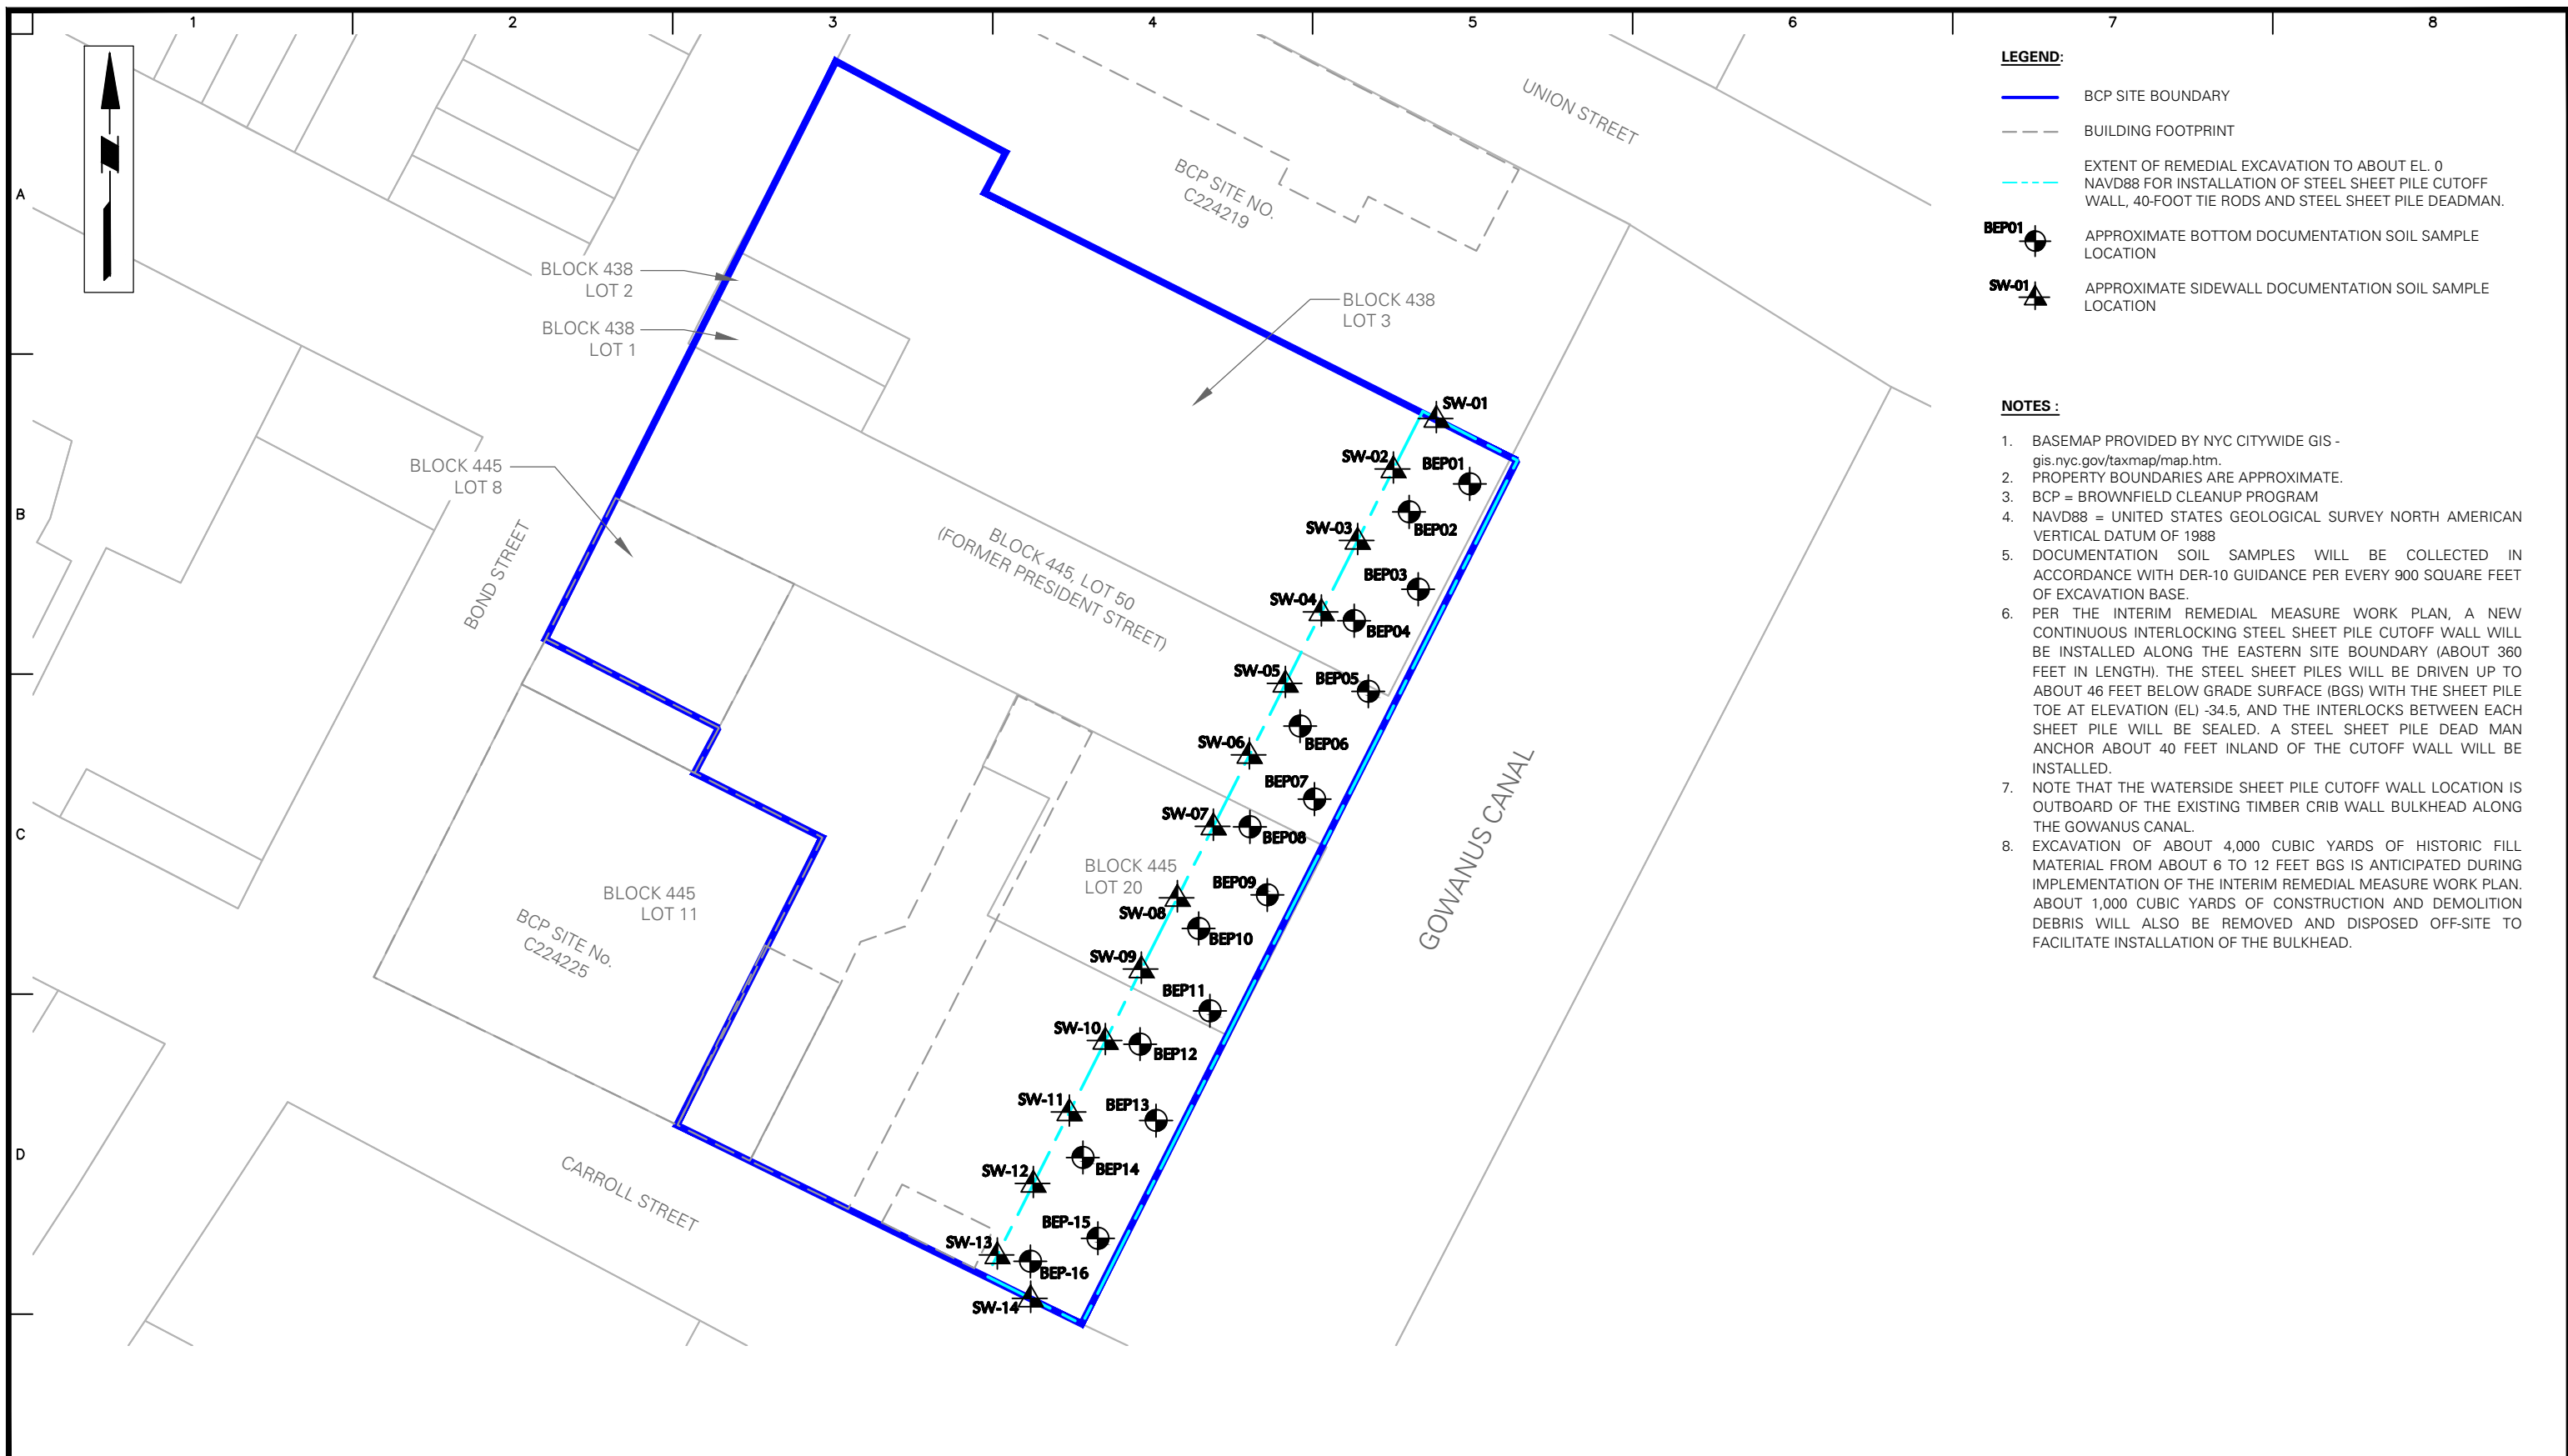 1 2 3 4 5 6 7 8
A
B
C
D
UNION STREET
BCP SITE NO.
C224219
BLOCK 438
LOT 2
BLOCK 438
LOT 1
BLOCK 438
LOT 3
BLOCK 445
LOT 8
BOND STREET
BLOCK 445, LOT 50
(FORMER PRESIDENT STREET)
BLOCK 445
LOT 20
BLOCK 445
LOT 11
BCP SITE No.
C224225
CARROLL STREET
GOWANUS CANAL
SW-01
SW-02
BEP01
BEP02
SW-03
BEP03
SW-04
BEP04
SW-05
BEP05
BEP06
SW-06
BEP07
SW-07
BEP08
BEP09
SW-08
BEP10
SW-09
BEP11
SW-10
BEP12
SW-11
BEP13
BEP14
SW-12
BEP-15
SW-13
BEP-16
SW-14
LEGEND:
BCP SITE BOUNDARY
BUILDING FOOTPRINT
EXTENT OF REMEDIAL EXCAVATION TO ABOUT EL. 0
NAVD88 FOR INSTALLATION OF STEEL SHEET PILE CUTOFF
WALL, 40-FOOT TIE RODS AND STEEL SHEET PILE DEADMAN.
BEP01
APPROXIMATE BOTTOM DOCUMENTATION SOIL SAMPLE
LOCATION
SW-01
APPROXIMATE SIDEWALL DOCUMENTATION SOIL SAMPLE
LOCATION
NOTES :
1. BASEMAP PROVIDED BY NYC CITYWIDE GIS -
gis.nyc.gov/taxmap/map.htm.
2. PROPERTY BOUNDARIES ARE APPROXIMATE.
3. BCP = BROWNFIELD CLEANUP PROGRAM
4. NAVD88 = UNITED STATES GEOLOGICAL SURVEY NORTH AMERICAN
VERTICAL DATUM OF 1988
5. DOCUMENTATION SOIL SAMPLES WILL BE COLLECTED IN
ACCORDANCE WITH DER-10 GUIDANCE PER EVERY 900 SQUARE FEET
OF EXCAVATION BASE.
6. PER THE INTERIM REMEDIAL MEASURE WORK PLAN, A NEW
CONTINUOUS INTERLOCKING STEEL SHEET PILE CUTOFF WALL WILL
BE INSTALLED ALONG THE EASTERN SITE BOUNDARY (ABOUT 360
FEET IN LENGTH). THE STEEL SHEET PILES WILL BE DRIVEN UP TO
ABOUT 46 FEET BELOW GRADE SURFACE (BGS) WITH THE SHEET PILE
TOE AT ELEVATION (EL) -34.5, AND THE INTERLOCKS BETWEEN EACH
SHEET PILE WILL BE SEALED. A STEEL SHEET PILE DEAD MAN
ANCHOR ABOUT 40 FEET INLAND OF THE CUTOFF WALL WILL BE
INSTALLED.
7. NOTE THAT THE WATERSIDE SHEET PILE CUTOFF WALL LOCATION IS
OUTBOARD OF THE EXISTING TIMBER CRIB WALL BULKHEAD ALONG
THE GOWANUS CANAL.
8. EXCAVATION OF ABOUT 4,000 CUBIC YARDS OF HISTORIC FILL
MATERIAL FROM ABOUT 6 TO 12 FEET BGS IS ANTICIPATED DURING
IMPLEMENTATION OF THE INTERIM REMEDIAL MEASURE WORK PLAN.
ABOUT 1,000 CUBIC YARDS OF CONSTRUCTION AND DEMOLITION
DEBRIS WILL ALSO BE REMOVED AND DISPOSED OFF-SITE TO
FACILITATE INSTALLATION OF THE BULKHEAD.